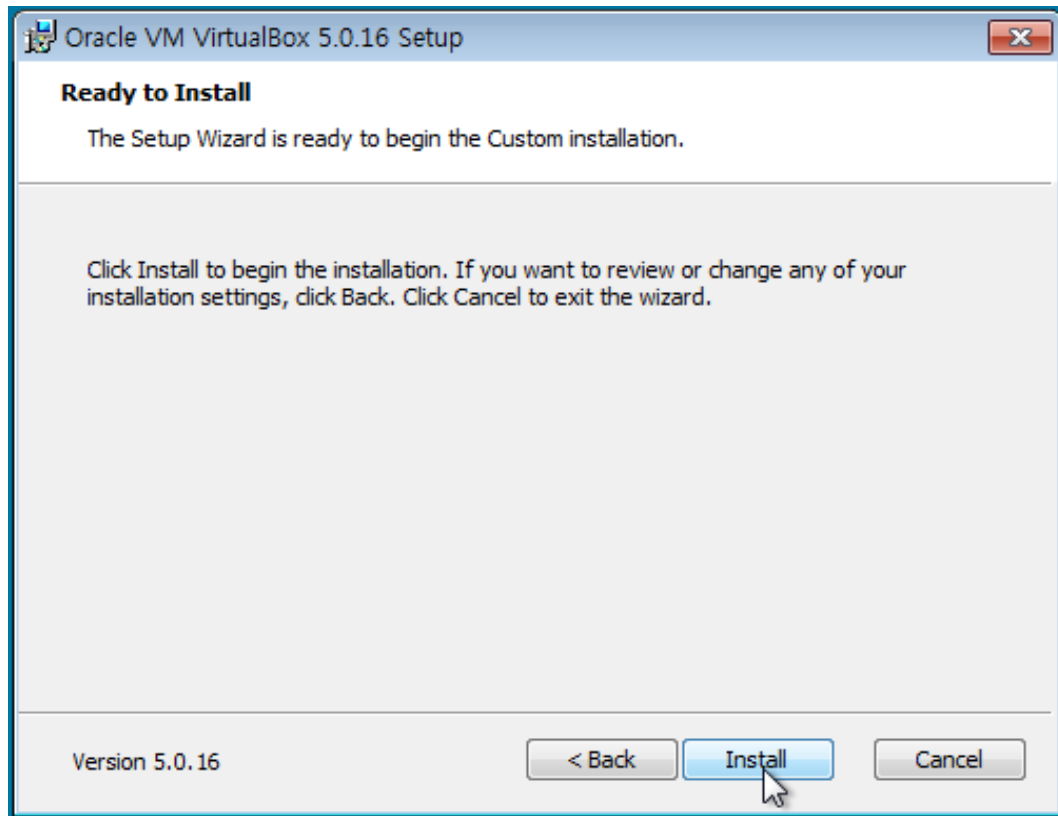 Oracle VM VirtualBox 5.0.16 Setup
Ready to Install
The Setup Wizard is ready to begin the Custom installation.
Click Install to begin the installation. If you want to review or change any of your
installation settings, click Back. Click Cancel to exit the wizard.
Version 5.0.16
< Back
Install
Cancel